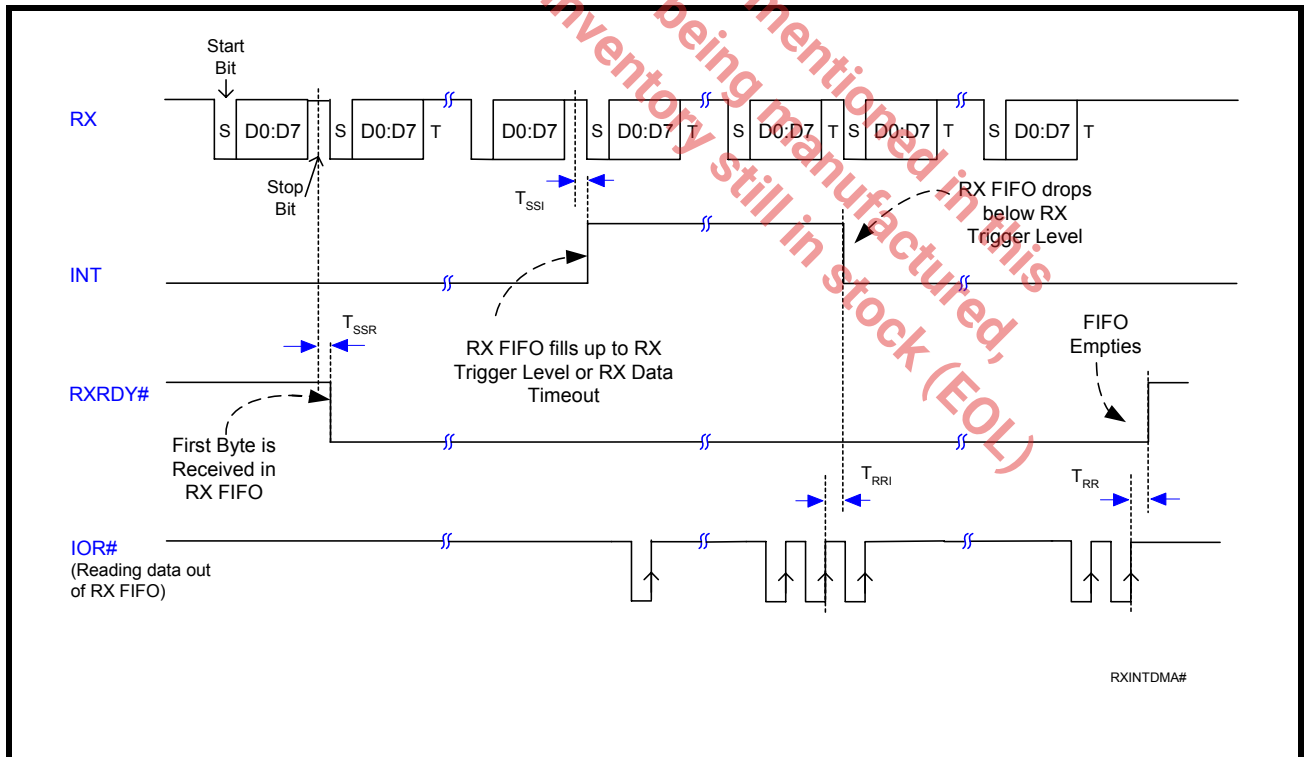 mentioned in this
being manufactured,
inventory still in stock (EOL)
Start
Bit
RX
S D0:D7 S D0:D7 T D0:D7 S D0:D7 T S D0:D7 T S D0:D7 T S D0:D7 T
Stop
Bit
TSSI
RX FIFO drops
below RX
Trigger Level
INT
TSSR
RX FIFO fills up to RX
Trigger Level or RX Data
Timeout
FIFO
Empties
RXRDY#
First Byte is
Received in
RX FIFO
TRRI
TRR
IOR#
(Reading data out
of RX FIFO)
RXINTDMA#